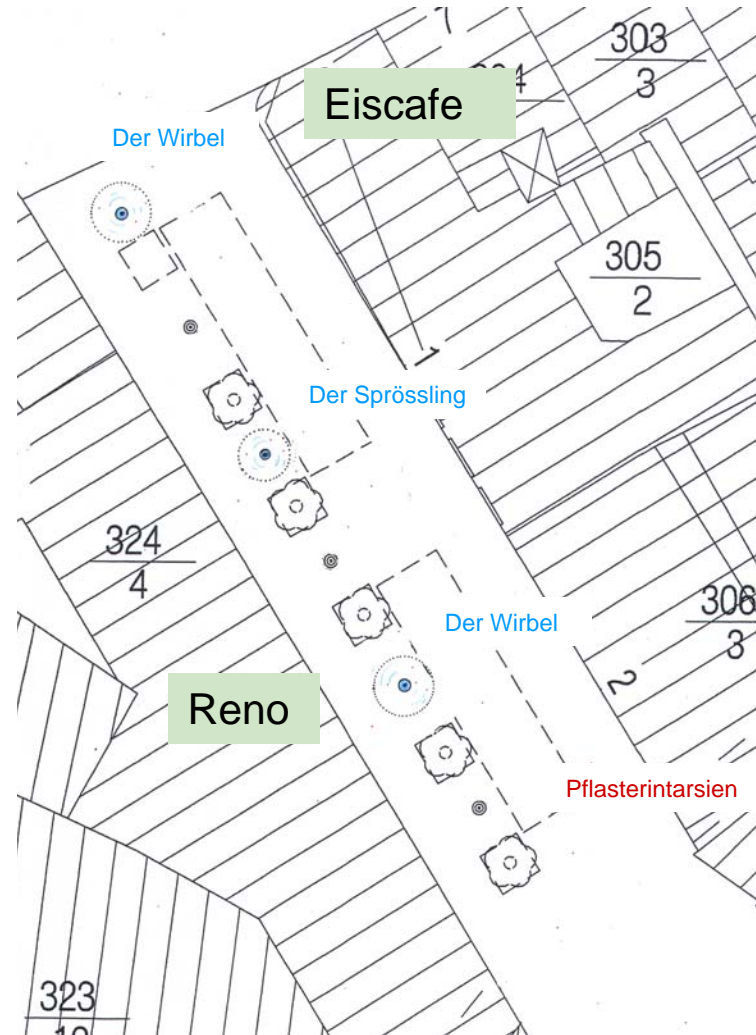 303
3
Eiscafe
Der Wirbel
305
2
1
Der Sprössling
324
4
306
3
Der Wirbel
2
Reno
Pflasterintarsien
323